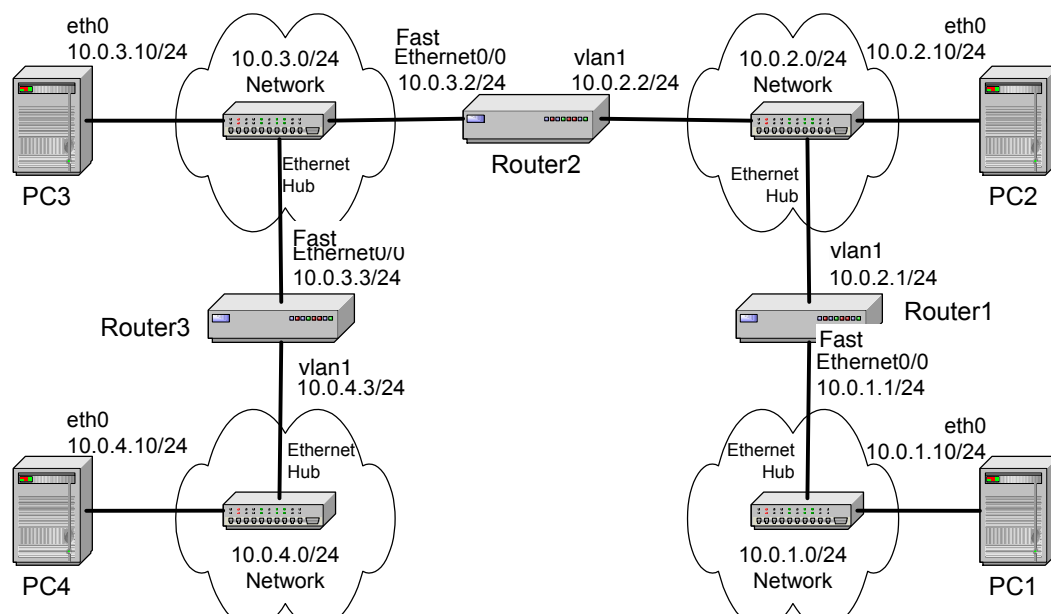 eth0
10.0.3.10/24
10.0.3.0/24
Network
Fast
Ethernet0/0
10.0.3.2/24
vlan1
10.0.2.2/24
10.0.2.0/24
Network
eth0
10.0.2.10/24
PC3
Ethernet
Hub
Router2
Ethernet
Hub
PC2
Fast
Ethernet0/0
10.0.3.3/24
vlan1
10.0.2.1/24
Router3
Router1
Fast
Ethernet0/0
10.0.1.1/24
vlan1
10.0.4.3/24
eth0
10.0.4.10/24
Ethernet
Hub
Ethernet
Hub
eth0
10.0.1.10/24
10.0.4.0/24
Network
10.0.1.0/24
Network
PC4
PC1